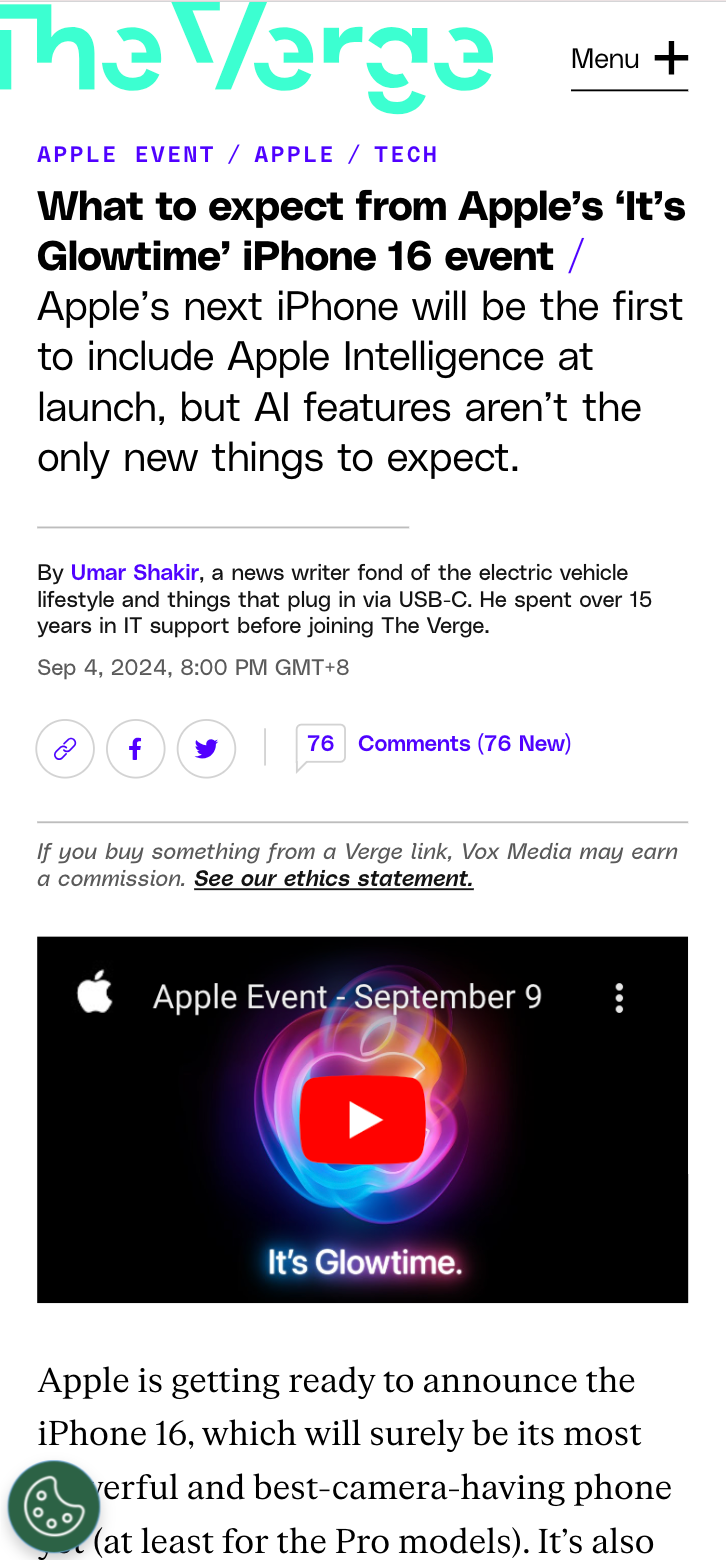 The Verge
Menu
APPLE EVENT / APPLE / TECH
What to expect from Apple’s ‘It’s
Glowtime’ iPhone 16 event /
Apple’s next iPhone will be the first
to include Apple Intelligence at
launch, but AI features aren’t the
only new things to expect.
By Umar Shakir, a news writer fond of the electric vehicle
lifestyle and things that plug in via USB-C. He spent over 15
years in IT support before joining The Verge.
Sep 4, 2024, 8:00 PM GMT+8
76 Comments (76 New)
If you buy something from a Verge link, Vox Media may earn
a commission. See our ethics statement.
Apple Event - September 9
It’s Glowtime.
Apple is getting ready to announce the
iPhone 16, which will surely be its most
and best-camera-having phone
(at least for the Pro models). It’s also